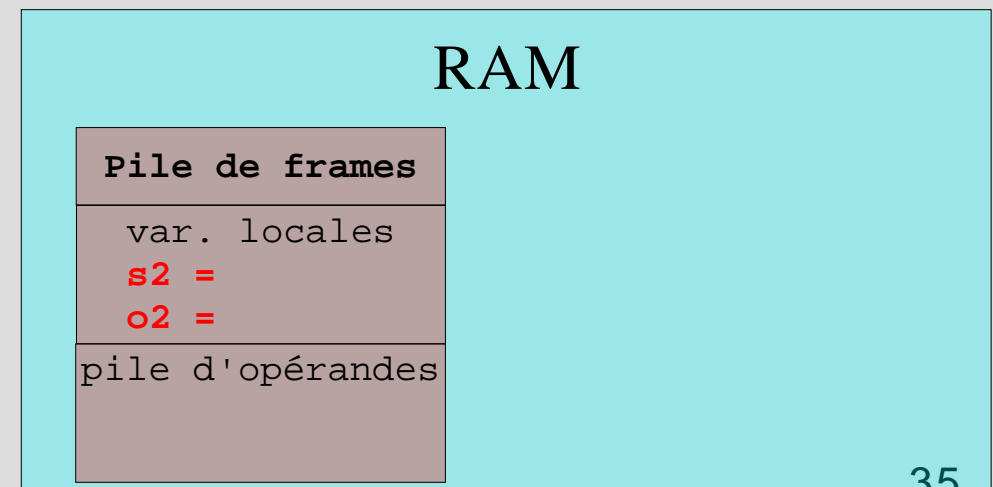 RAM
Pile de frames
var. locales
s2 =
o2 =
pile d'opérandes
35